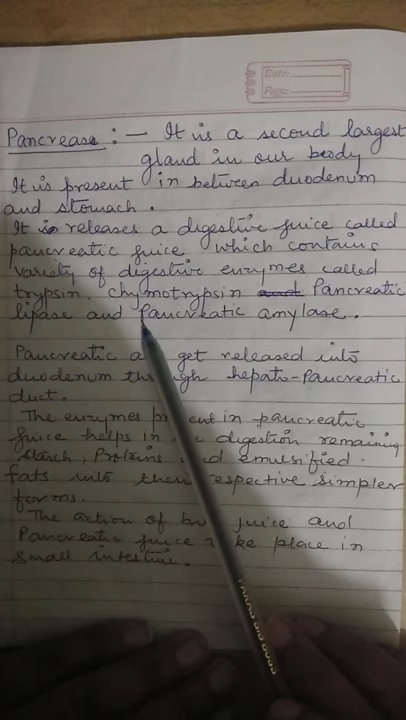 Date:
Page:
Pancreass : — It is a second largest
gland in our body
It is present in between duodenum
and stomach.
It is releases a digestive juice called
pancreatic juice which contains
variety of digestive enzymes called
trypsin, chymotrypsin and Pancreatic
lipase and Pancreatic amylase.
Pancreatic get released into
duodenum hepato-Pancreatic
duct.
The enzymes in pancreatic
juice helps in digestion remaining
starch, Proteins emulsified
fats into simpler
forms.
The action of juice and
Pancreatic juice place in
small intestine.